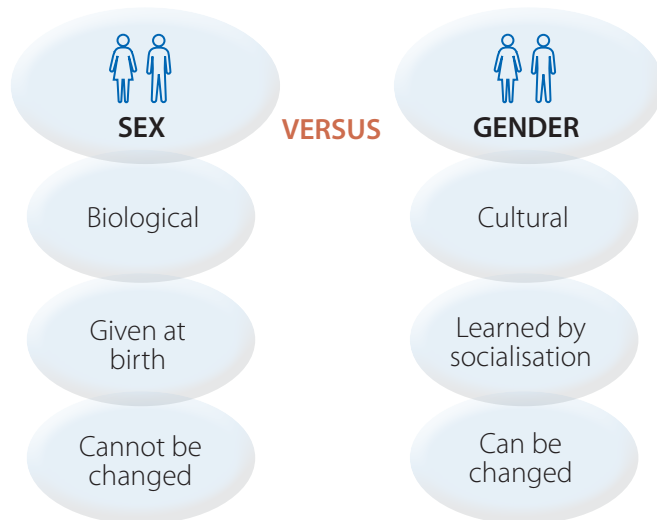 SEX
VERSUS
GENDER
Biological
Cultural
Given at
birth
Learned by
socialisation
Cannot be
changed
Can be
changed